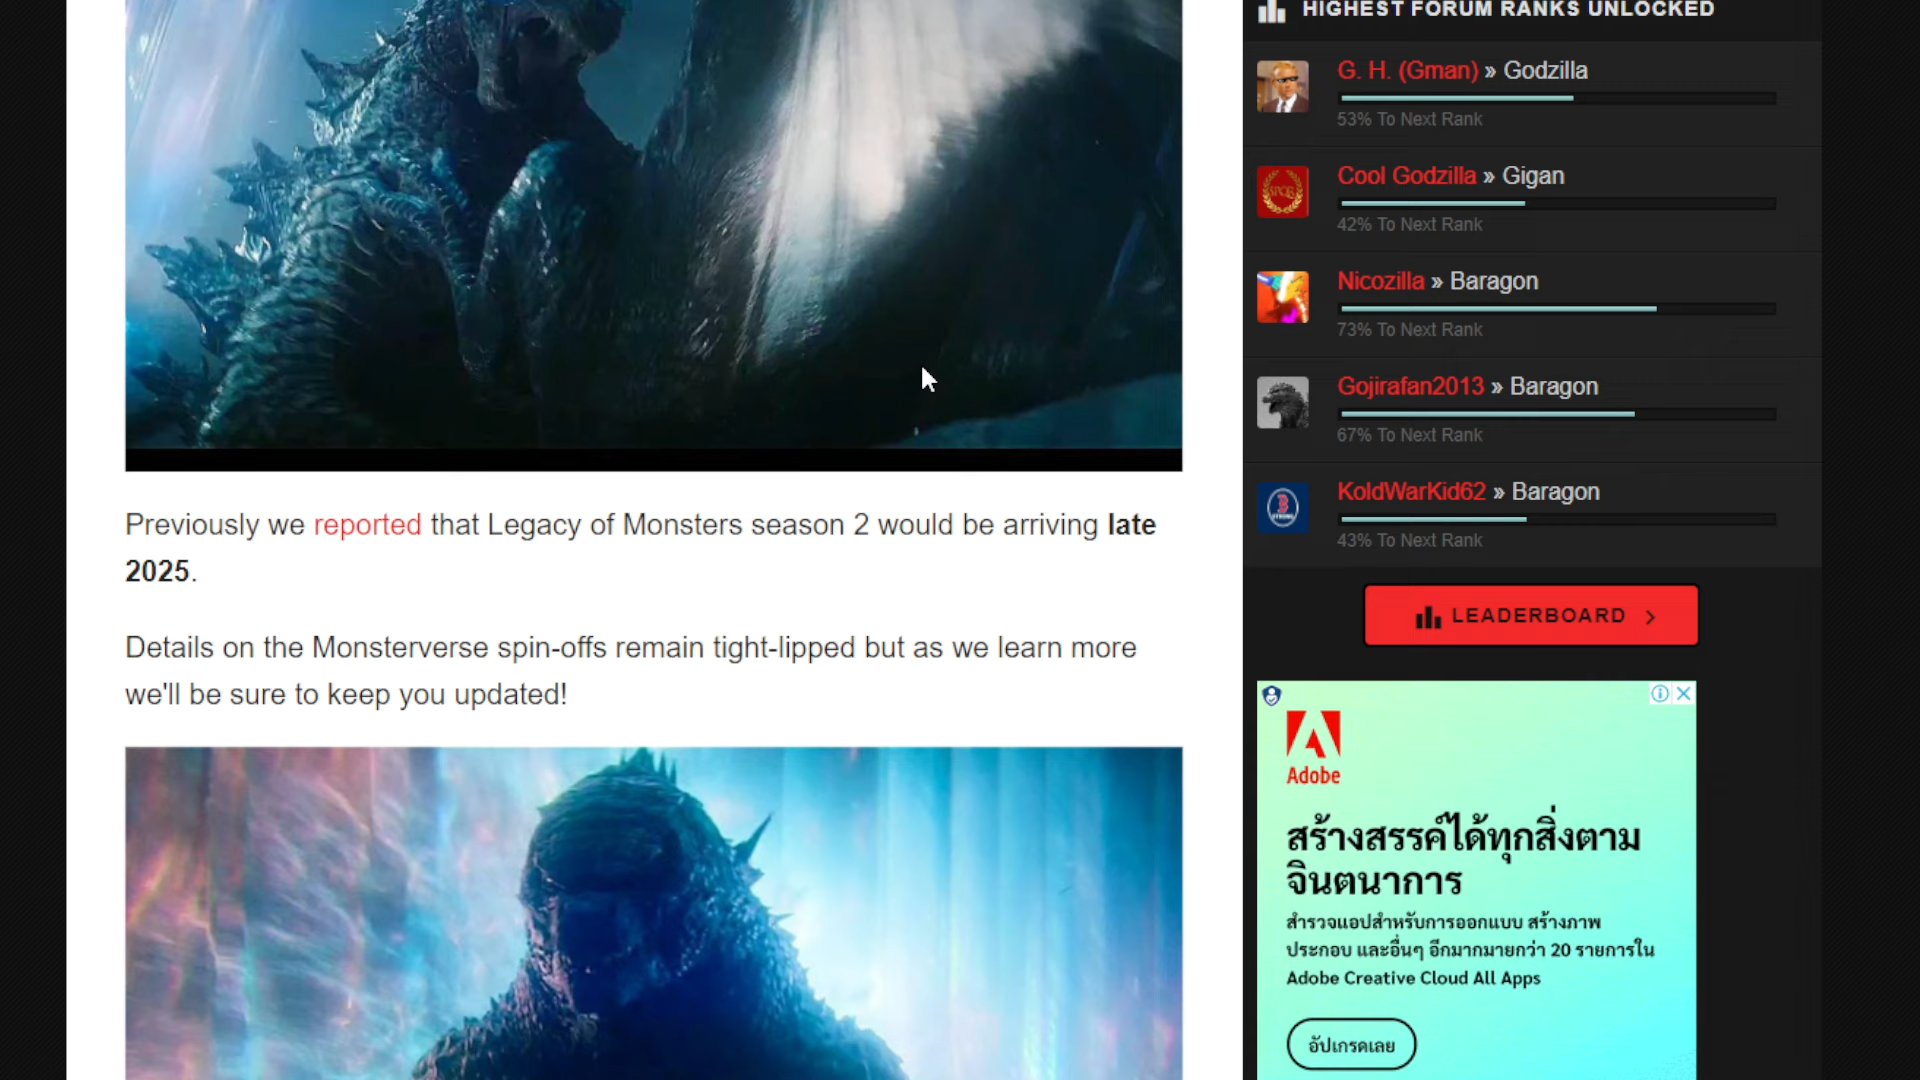 HIGHEST FORUM RANKS UNLOCKED
G. H. (Gman) » Godzilla
53% To Next Rank
Cool Godzilla » Gigan
42% To Next Rank
Nicozilla » Baragon
73% To Next Rank
Gojirafan2013 » Baragon
67% To Next Rank
KoldWarKid62 » Baragon
43% To Next Rank
LEADERBOARD
Previously we reported that Legacy of Monsters season 2 would be arriving late
2025.
Details on the Monsterverse spin-offs remain tight-lipped but as we learn more
we'll be sure to keep you updated!
Adobe
สร้างสรรค์ได้ทุกสิ่งตาม
จินตนาการ
สำรวจแอปสำหรับการออกแบบ สร้างภาพ
ประกอบ และอื่นๆ อีกมากมายกว่า 20 รายการใน
Adobe Creative Cloud All Apps
อัปเกรดเลย